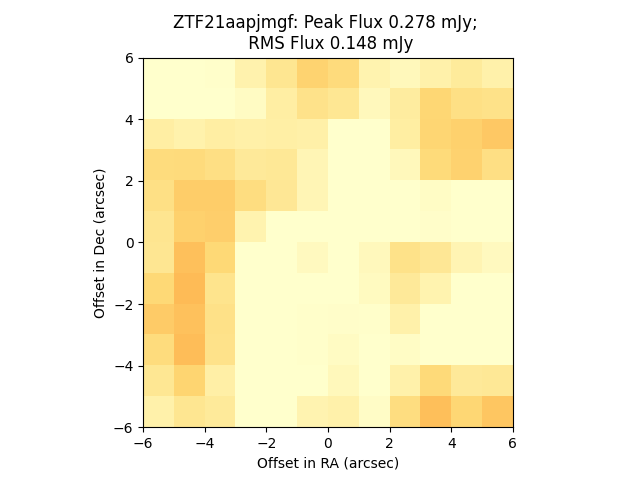 ZTF21aapjmgf: Peak Flux 0.278 mJy;
RMS Flux 0.148 mJy
6
4
2
0
−2
−4
−6
Offset in Dec (arcsec)
−6 −4 −2 0 2 4 6
Offset in RA (arcsec)